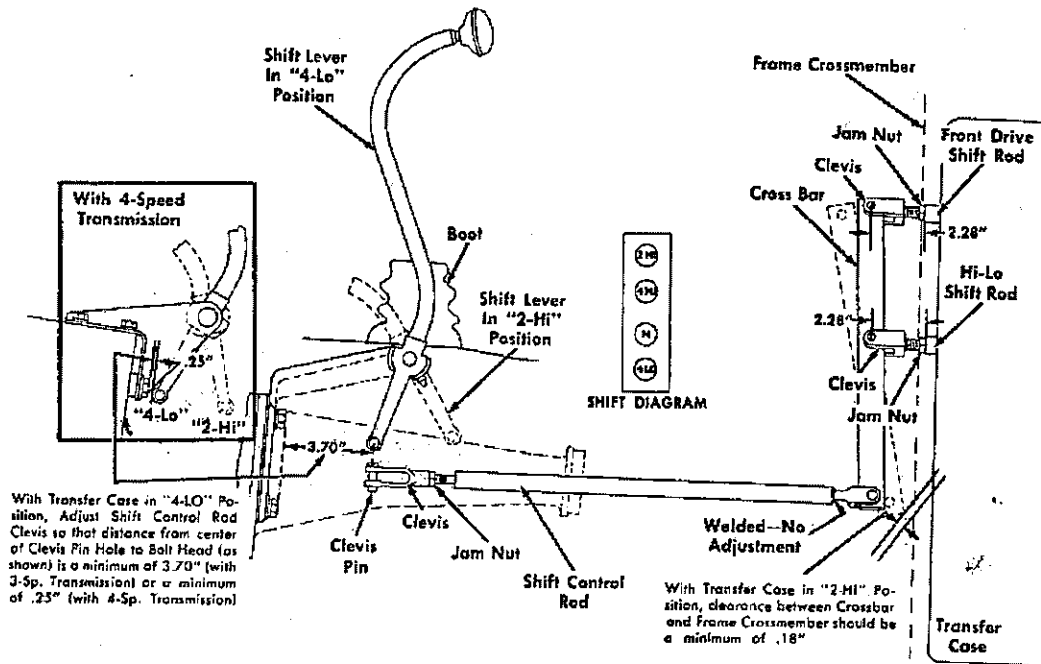 Shift Lever
In "4-Lo"
Position
Frame Crossmember
Jam Nut
Front Drive
Shift Rod
Clevis
Cross Bar
2.28"
With 4-Speed
Transmission
Boot
2 HI
4 HI
N
4 LO
SHIFT DIAGRAM
Hi-Lo
Shift Rod
2.28"
Shift Lever
In "2-Hi"
Position
.25"
"4-Lo"
"2-Hi"
Clevis
Jam Nut
3.70"
With Transfer Case in "4-LO" Po-
sition, Adjust Shift Control Rod
Clevis so that distance from center
of Clevis Pin Hole to Bolt Head (as
shown) is a minimum of 3.70" (with
3-Sp. Transmission) or a minimum
of .25" (with 4-Sp. Transmission)
Clevis
Clevis
Pin
Jam Nut
Shift Control
Rod
Welded—No
Adjustment
With Transfer Case in "2-HI" Po-
sition, clearance between Crossbar
and Frame Crossmember should be
a minimum of .18"
Transfer
Case